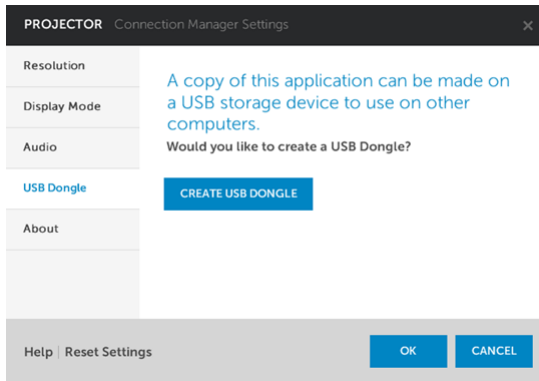 PROJECTOR Connection Manager Settings
Resolution
Display Mode
Audio
USB Dongle
About
A copy of this application can be made on
a USB storage device to use on other
computers.
Would you like to create a USB Dongle?
CREATE USB DONGLE
Help | Reset Settings
OK
CANCEL